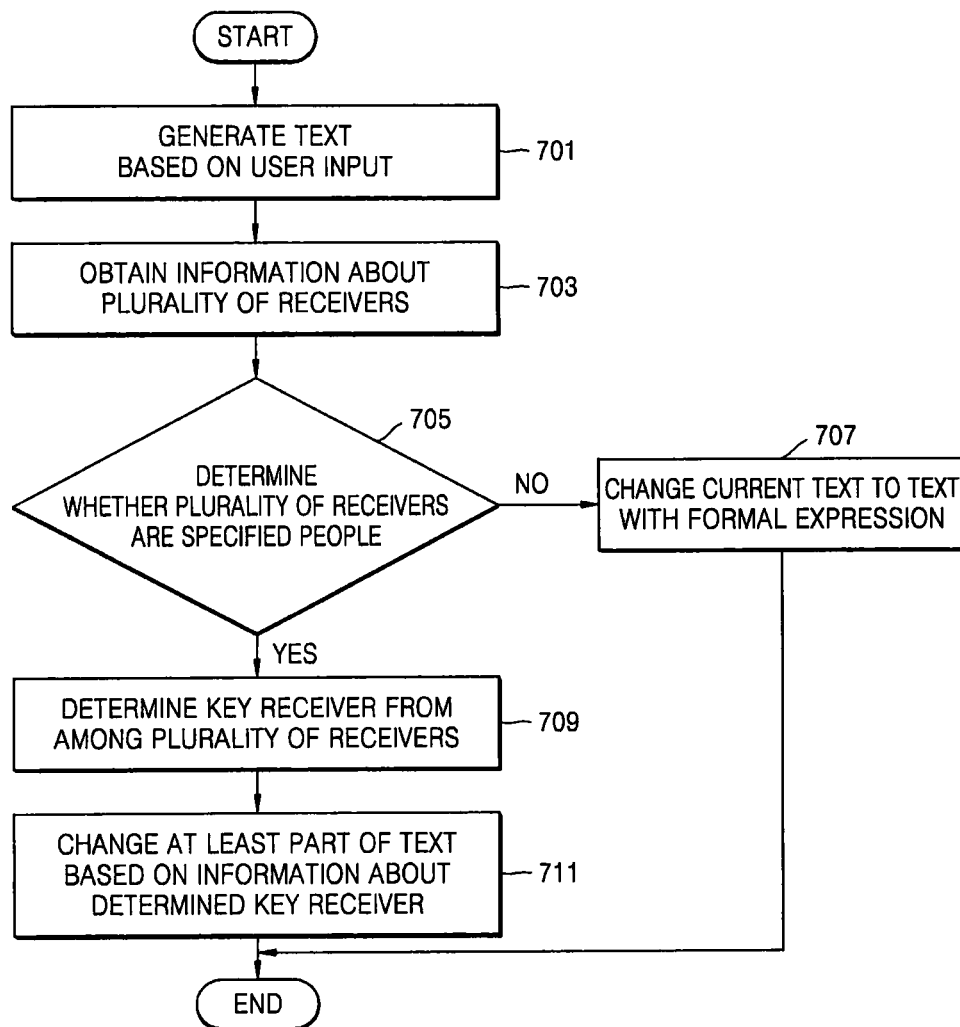 START
GENERATE TEXT
BASED ON USER INPUT
701
OBTAIN INFORMATION ABOUT
PLURALITY OF RECEIVERS
703
705
DETERMINE
WHETHER PLURALITY OF RECEIVERS
ARE SPECIFIED PEOPLE
NO
707
CHANGE CURRENT TEXT TO TEXT
WITH FORMAL EXPRESSION
YES
DETERMINE KEY RECEIVER FROM
AMONG PLURALITY OF RECEIVERS
709
CHANGE AT LEAST PART OF TEXT
BASED ON INFORMATION ABOUT
DETERMINED KEY RECEIVER
711
END